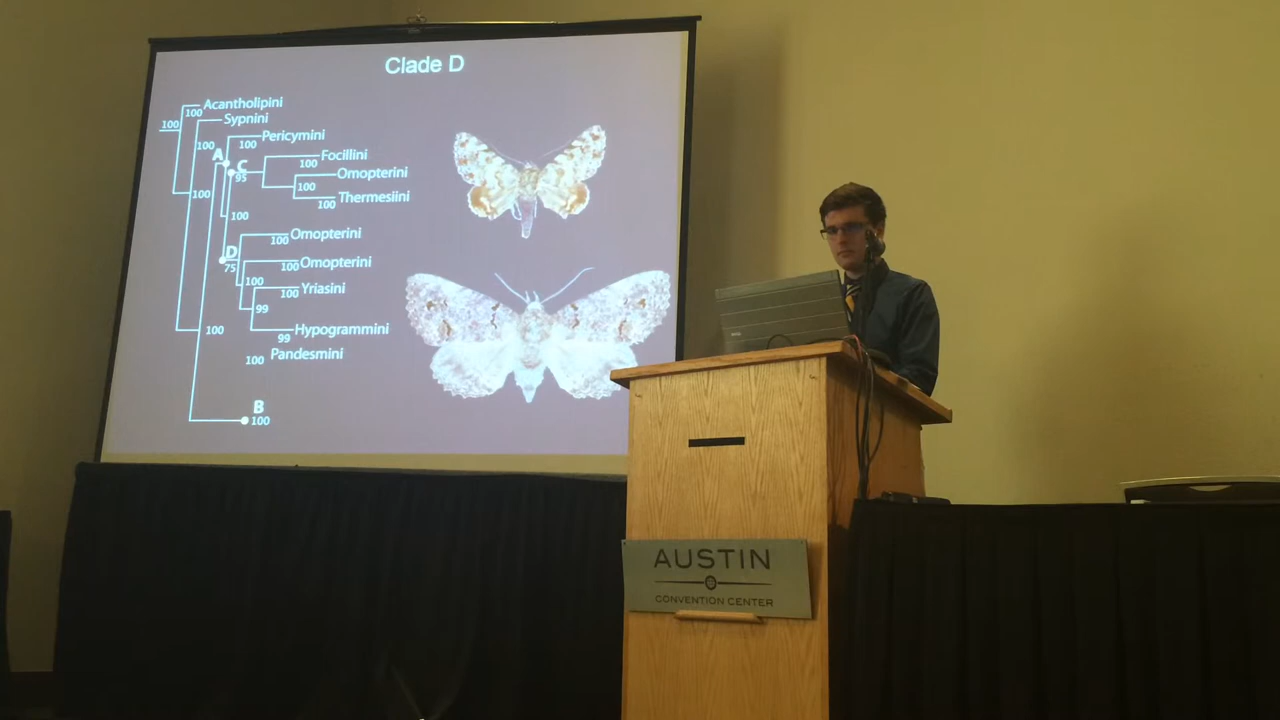 Clade D
Acantholipini
100
Sypnini
100
Pericymini
100
100
A
Focillini
100
C
95
Omopterini
100
Thermesiini
100
100
100
Omopterini
100
D
75
Omopterini
100
100
Yriasini
100
99
Hypogrammini
99
100
Pandesmini
100
B
100
AUSTIN
CONVENTION CENTER